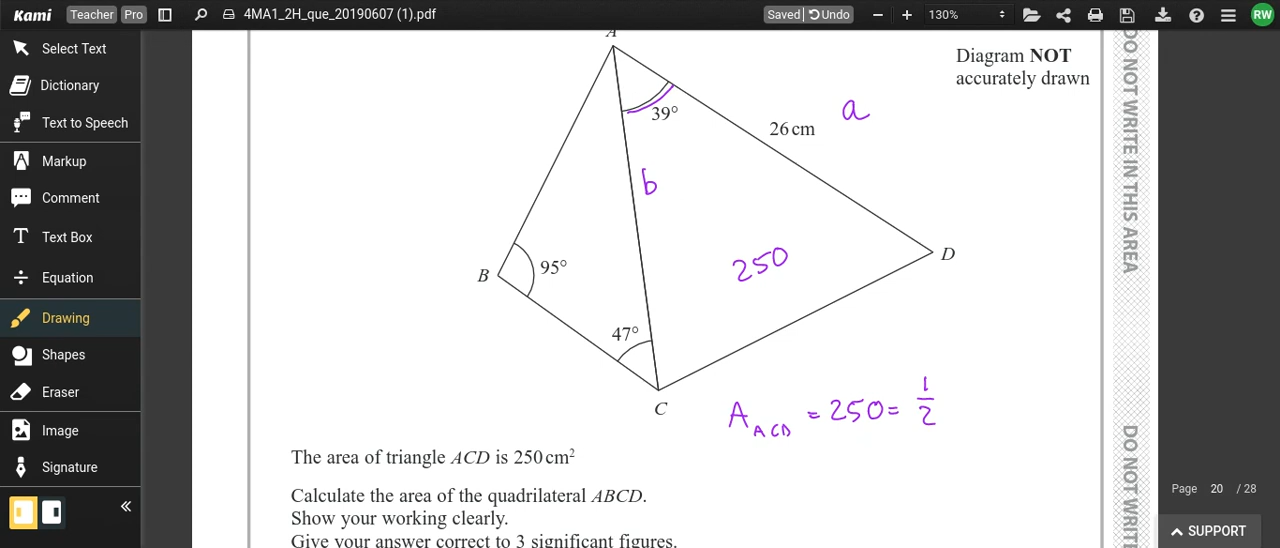 Kami Teacher Pro 4MA1_2H_que_20190607 (1).pdf Saved Undo 130% RW
Select Text
Dictionary
Text to Speech
Markup
Comment
Text Box
Equation
Drawing
Shapes
Eraser
Image
Signature
A
Diagram NOT
accurately drawn
39°
a
26 cm
b
D
250
B
95°
47°
C
A ACD = 250 = 1/2
The area of triangle ACD is 250 cm²
Calculate the area of the quadrilateral ABCD.
Show your working clearly.
Give your answer correct to 3 significant figures.
DO NOT WRITE IN THIS AREA
DO NOT WRITE
Page 20 / 28
SUPPORT